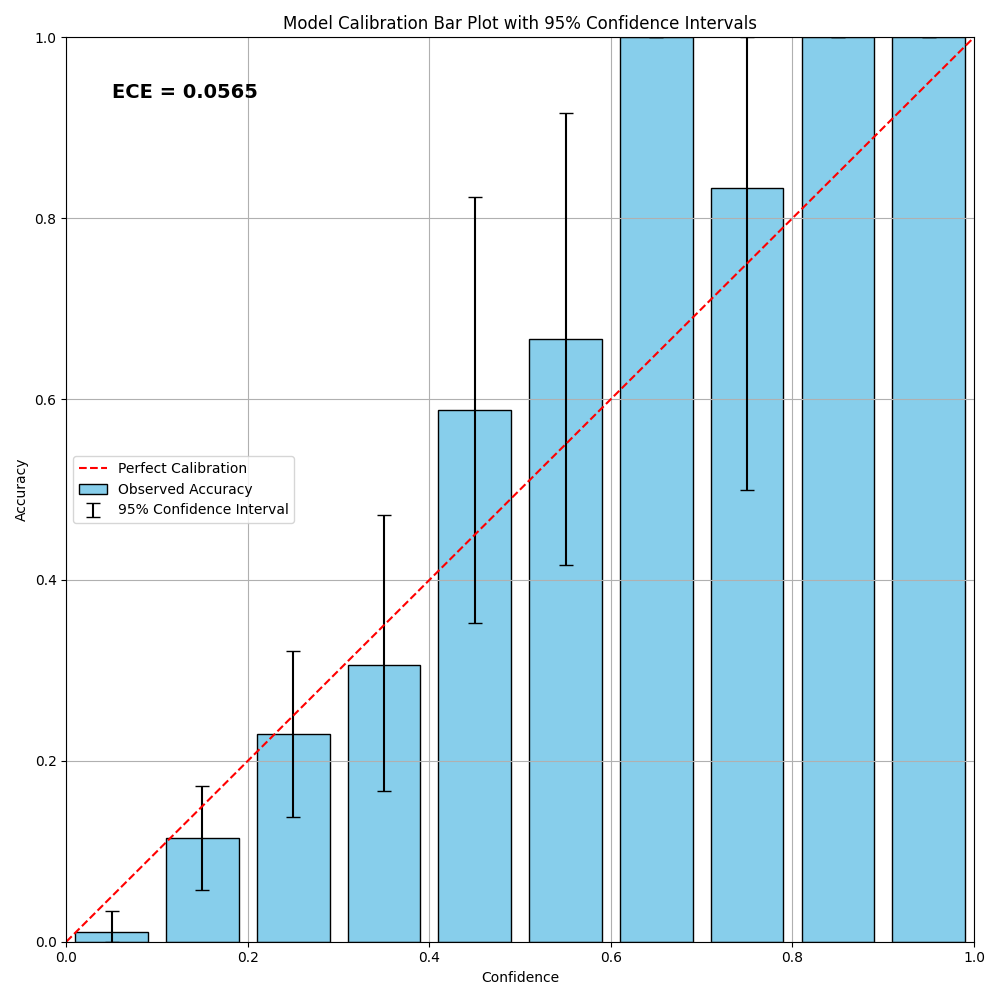 Model Calibration Bar Plot with 95% Confidence Intervals
ECE = 0.0565
1.0
0.8
0.6
0.4
0.2
0.0
Accuracy
Perfect Calibration
Observed Accuracy
95% Confidence Interval
0.0 0.2 0.4 0.6 0.8 1.0
Confidence